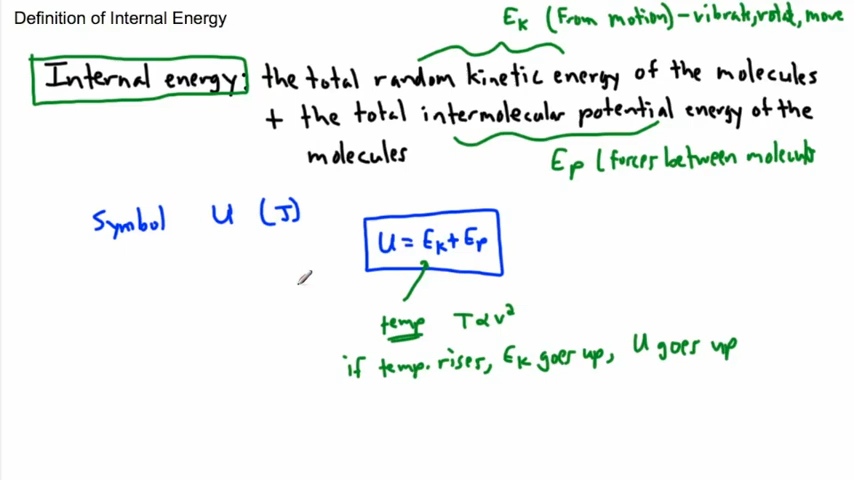 Definition of Internal Energy
EK (From motion) - vibrate, rotate, move
Internal energy: the total random kinetic energy of the molecules
+ the total intermolecular potential energy of the
molecules
EP (forces between molecules
Symbol U (J)
U = EK + EP
temp T∝v²
if temp. rises, EK goes up, U goes up